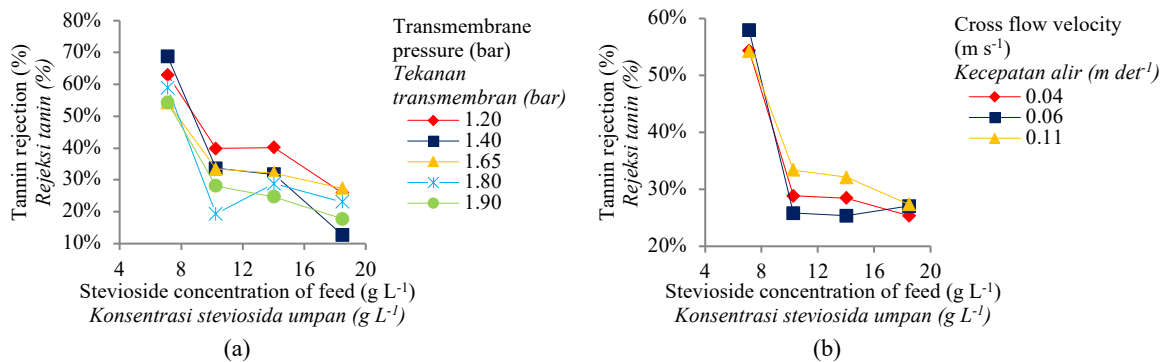 Tannin rejection (%)
Rejeksi tanin (%)
80%
70%
60%
50%
40%
30%
20%
10%
4
8
12
16
20
Stevioside concentration of feed (g L⁻¹)
Konsentrasi steviosida umpan (g L⁻¹)
(a)
Transmembrane
pressure (bar)
Tekanan
transmembran (bar)
1.20
1.40
1.65
1.80
1.90
Tannin rejection (%)
Rejeksi tanin (%)
60%
50%
40%
30%
20%
4
8
12
16
20
Stevioside concentration of feed (g L⁻¹)
Konsentrasi steviosida umpan (g L⁻¹)
(b)
Cross flow velocity
(m s⁻¹)
Kecepatan alir (m det⁻¹)
0.04
0.06
0.11